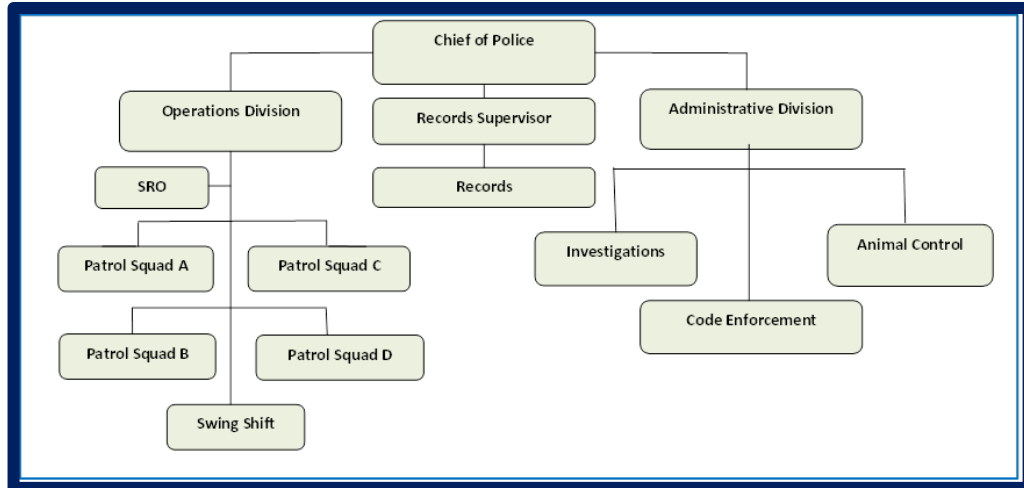 Chief of Police
Operations Division
Records Supervisor
Administrative Division
SRO
Records
Patrol Squad A
Patrol Squad C
Investigations
Animal Control
Patrol Squad B
Patrol Squad D
Code Enforcement
Swing Shift